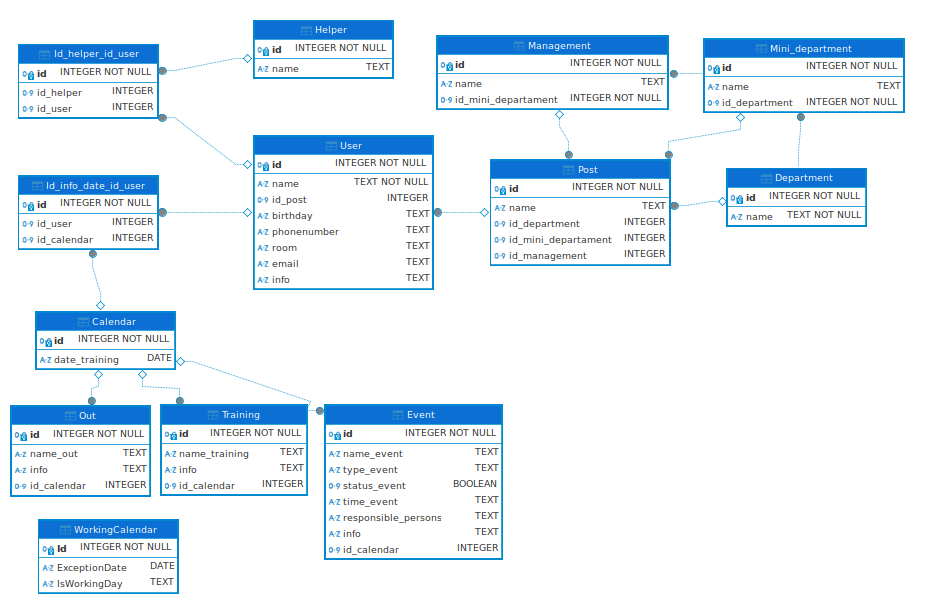 Id_helper_id_user
id INTEGER NOT NULL
id_helper INTEGER
id_user INTEGER
Helper
id INTEGER NOT NULL
name TEXT
Management
id INTEGER NOT NULL
name TEXT
id_mini_departament INTEGER NOT NULL
Mini_department
id INTEGER NOT NULL
name TEXT
id_department INTEGER NOT NULL
User
id INTEGER NOT NULL
name TEXT NOT NULL
id_post INTEGER
birthday TEXT
phonenumber TEXT
room TEXT
email TEXT
info TEXT
Post
id INTEGER NOT NULL
name TEXT
id_department INTEGER
id_mini_departament INTEGER
id_management INTEGER
Department
id INTEGER NOT NULL
name TEXT NOT NULL
Id_info_date_id_user
id INTEGER NOT NULL
id_user INTEGER
id_calendar INTEGER
Calendar
id INTEGER NOT NULL
date_training DATE
Out
id INTEGER NOT NULL
name_out TEXT
info TEXT
id_calendar INTEGER
Training
id INTEGER NOT NULL
name_training TEXT
info TEXT
id_calendar INTEGER
Event
id INTEGER NOT NULL
name_event TEXT
type_event TEXT
status_event BOOLEAN
time_event TEXT
responsible_persons TEXT
info TEXT
id_calendar INTEGER
WorkingCalendar
Id INTEGER NOT NULL
ExceptionDate DATE
IsWorkingDay TEXT